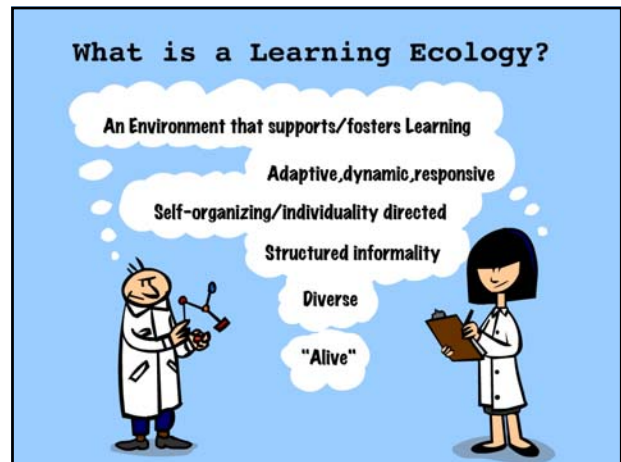 What is a Learning Ecology?
An Environment that supports/fosters Learning
Adaptive,dynamic,responsive
Self-organizing/individuality directed
Structured informality
Diverse
"Alive"